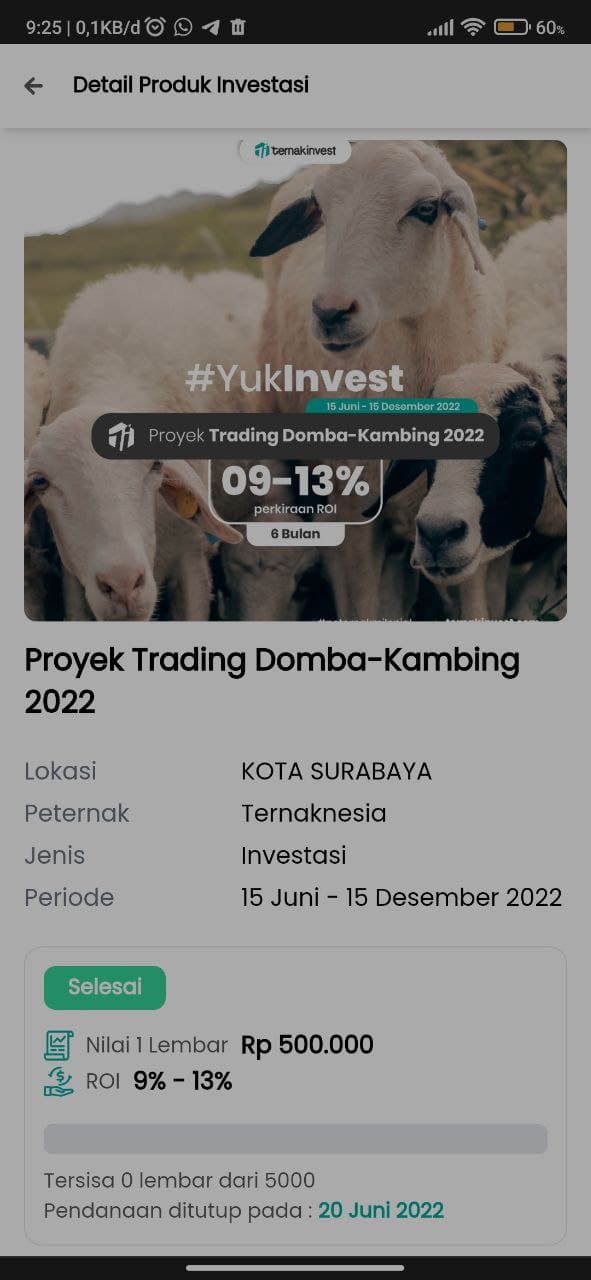 9:25 | 0,1KB/d
60%
Detail Produk Investasi
ternakinvest
#YukInvest
15 Juni - 15 Desember 2022
Proyek Trading Domba-Kambing 2022
09-13%
perkiraan ROI
6 Bulan
Proyek Trading Domba-Kambing
2022
Lokasi KOTA SURABAYA
Peternak Ternaknesia
Jenis Investasi
Periode 15 Juni - 15 Desember 2022
Selesai
Nilai 1 Lembar Rp 500.000
ROI 9% - 13%
Tersisa 0 lembar dari 5000
Pendanaan ditutup pada : 20 Juni 2022